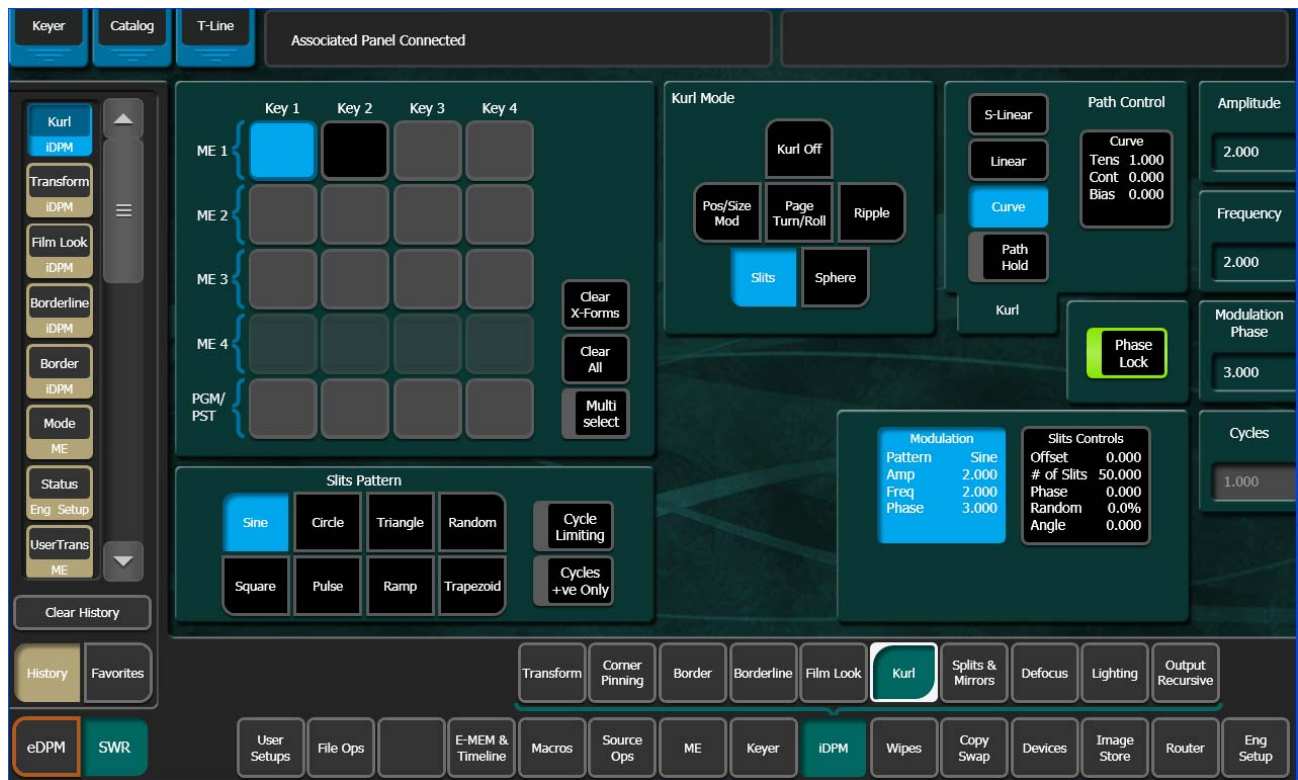 Keyer
Catalog
T-Line
Associated Panel Connected
Kurl
iDPM
Transform
iDPM
Film Look
iDPM
Borderline
iDPM
Border
iDPM
Mode
ME
Status
Eng Setup
UserTrans
ME
Clear History
History
Favorites
Key 1 Key 2 Key 3 Key 4
ME 1
ME 2
ME 3
ME 4
PGM/
PST
Clear
X-Forms
Clear
All
Multi
select
Slits Pattern
Sine Circle Triangle Random
Square Pulse Ramp Trapezoid
Cycle
Limiting
Cycles
+ve Only
Kurl Mode
Kurl Off
Pos/Size
Mod
Page
Turn/Roll
Ripple
Slits
Sphere
S-Linear
Linear
Curve
Path
Hold
Path Control
Curve
Tens 1.000
Cont 0.000
Bias 0.000
Kurl
Phase
Lock
Modulation
Pattern Sine
Amp 2.000
Freq 2.000
Phase 3.000
Slits Controls
Offset 0.000
# of Slits 50.000
Phase 0.000
Random 0.0%
Angle 0.000
Amplitude
2.000
Frequency
2.000
Modulation
Phase
3.000
Cycles
1.000
Transform
Corner
Pinning
Border
Borderline
Film Look
Kurl
Splits &
Mirrors
Defocus
Lighting
Output
Recursive
eDPM
SWR
User
Setups
File Ops
E-MEM &
Timeline
Macros
Source
Ops
ME
Keyer
iDPM
Wipes
Copy
Swap
Devices
Image
Store
Router
Eng
Setup